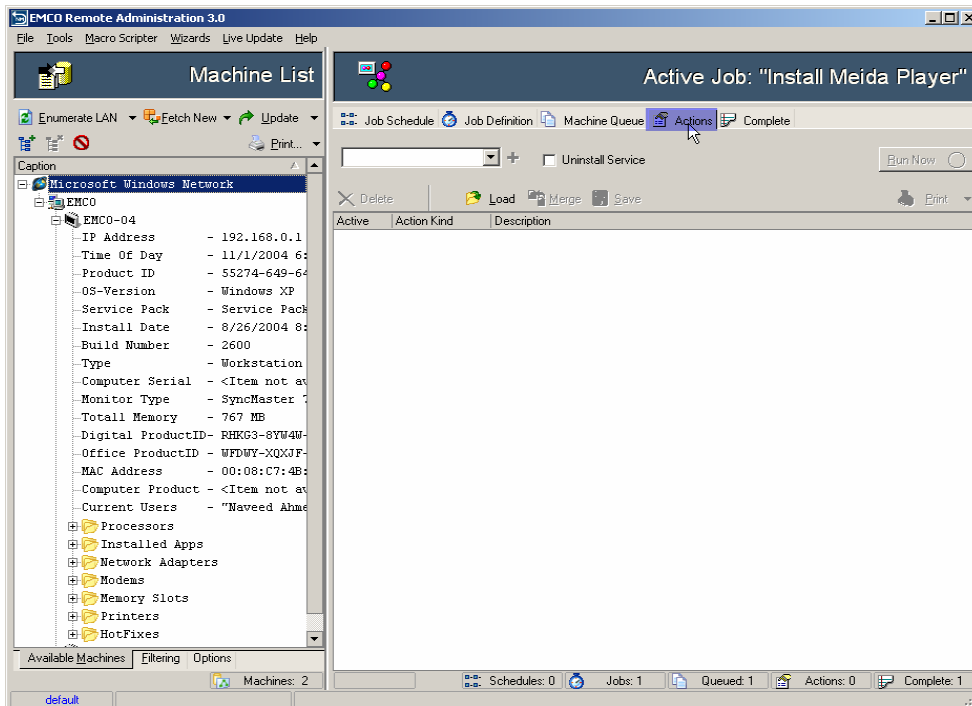 EMCO Remote Administration 3.0
File Tools Macro Scripter Wizards Live Update Help
Machine List
Active Job: "Install Meida Player"
Enumerate LAN Fetch New Update
Job Schedule Job Definition Machine Queue Actions Complete
Print...
Uninstall Service
Run Now
Caption
Delete Load Merge Save Print
Active Action Kind Description
Microsoft Windows Network
EMCO
EMCO-04
IP Address - 192.168.0.1
Time Of Day - 11/1/2004 6:
Product ID - 55274-649-64
OS-Version - Windows XP
Service Pack - Service Pack
Install Date - 8/26/2004 8:
Build Number - 2600
Type - Workstation
Computer Serial - <Item not av
Monitor Type - SyncMaster 7
Totall Memory - 767 MB
Digital ProductID- RHKG3-8YW4W-
Office ProductID - WFDWY-XQXJF-
MAC Address - 00:08:C7:4B:
Computer Product - <Item not av
Current Users - "Naveed Ahme
Processors
Installed Apps
Network Adapters
Modems
Memory Slots
Printers
HotFixes
Available Machines Filtering Options
Machines: 2
Schedules: 0 Jobs: 1 Queued: 1 Actions: 0 Complete: 1
default